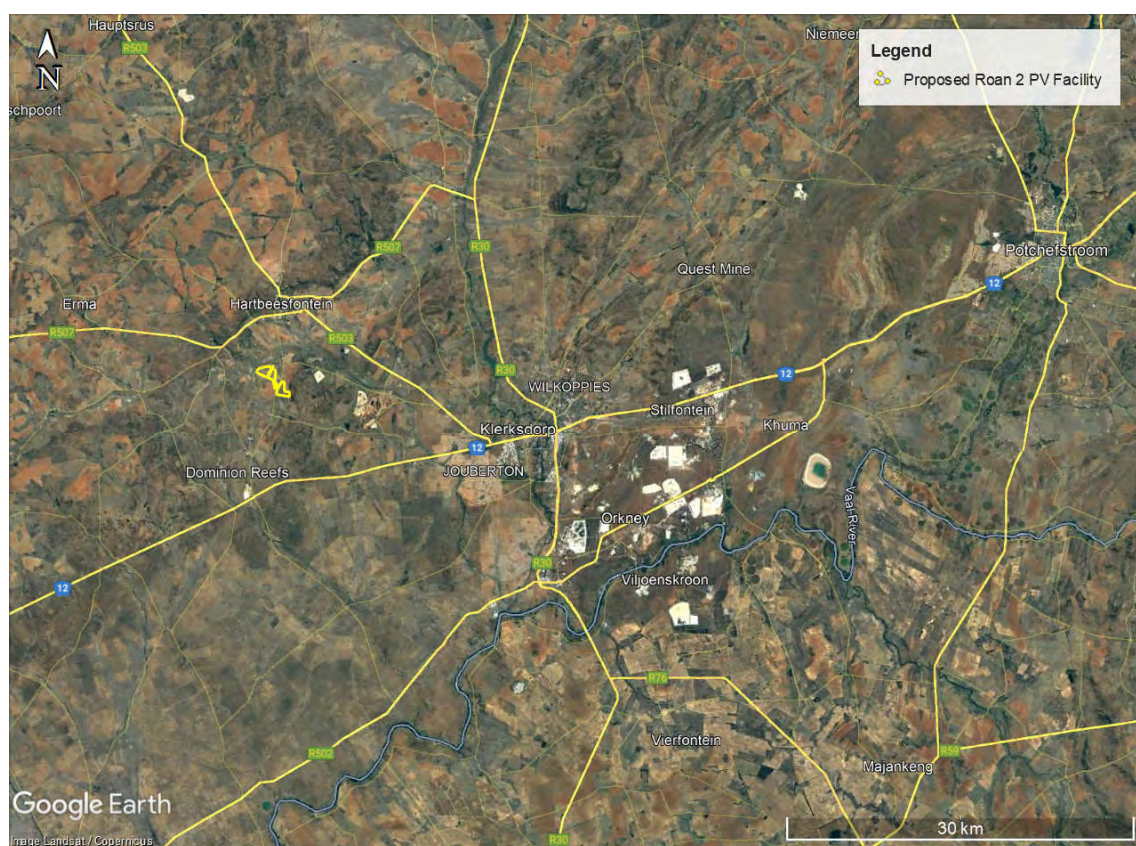 Hauptsrus
R503
N
Niemeer
Legend
Proposed Roan 2 PV Facility
schpoort
R507
R30
Potchefstroom
Quest Mine
12
Erma
Hartbeesfontein
R507
R503
R30
12
WILKOPPIES
Stilfontein
Klerksdorp
Khuma
12
JOUBERTON
Dominion Reefs
Vaal River
Orkney
R30
Viljoenskroon
12
R76
Vierfontein
R502
R59
Majankeng
Google Earth
Image Landsat / Copernicus
R30
30 km